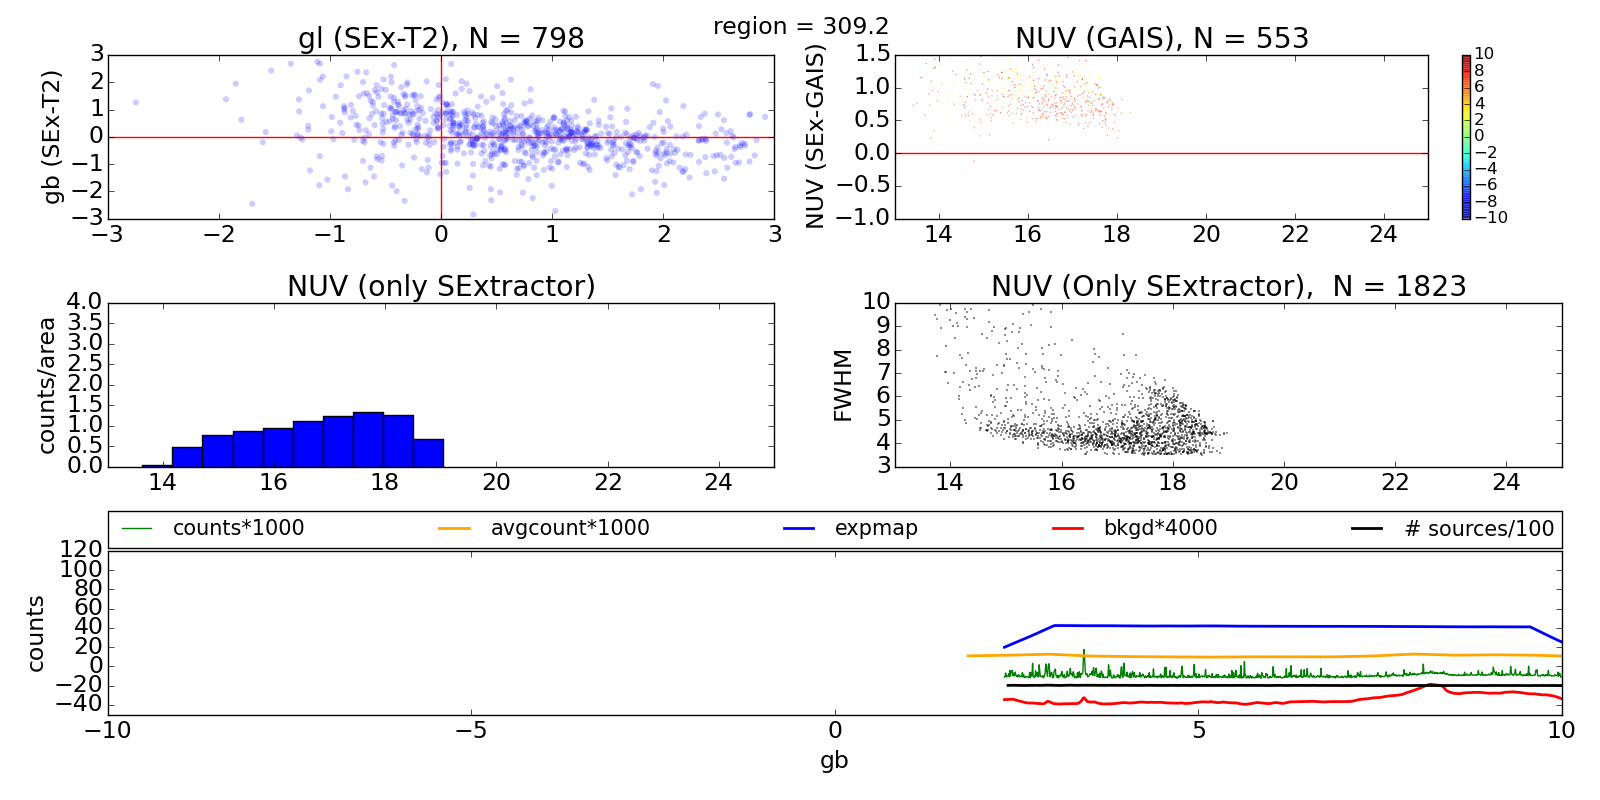 region = 309.2
gl (SEx-T2), N = 798
NUV (GAIS), N = 553
gb (SEx-T2)
3
2
1
0
−1
−2
−3
−3 −2 −1 0 1 2 3
NUV (SEx-GAIS)
1.5
1.0
0.5
0.0
−0.5
−1.0
14 16 18 20 22 24
10
8
6
4
2
0
−2
−4
−6
−8
−10
NUV (only SExtractor)
NUV (Only SExtractor), N = 1823
counts/area
4.0
3.5
3.0
2.5
2.0
1.5
1.0
0.5
0.0
14 16 18 20 22 24
FWHM
10
9
8
7
6
5
4
3
14 16 18 20 22 24
counts*1000 avgcount*1000 expmap bkgd*4000 # sources/100
counts
120
100
80
60
40
20
0
−20
−40
−10 −5 0 5 10
gb